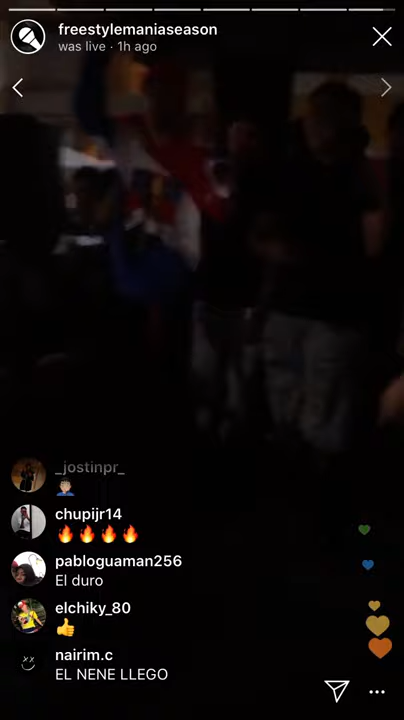 freestylemaniaseason
was live · 1h ago
_jostinpr_
chupijr14
pabloguaman256
El duro
elchiky_80
nairim.c
EL NENE LLEGO